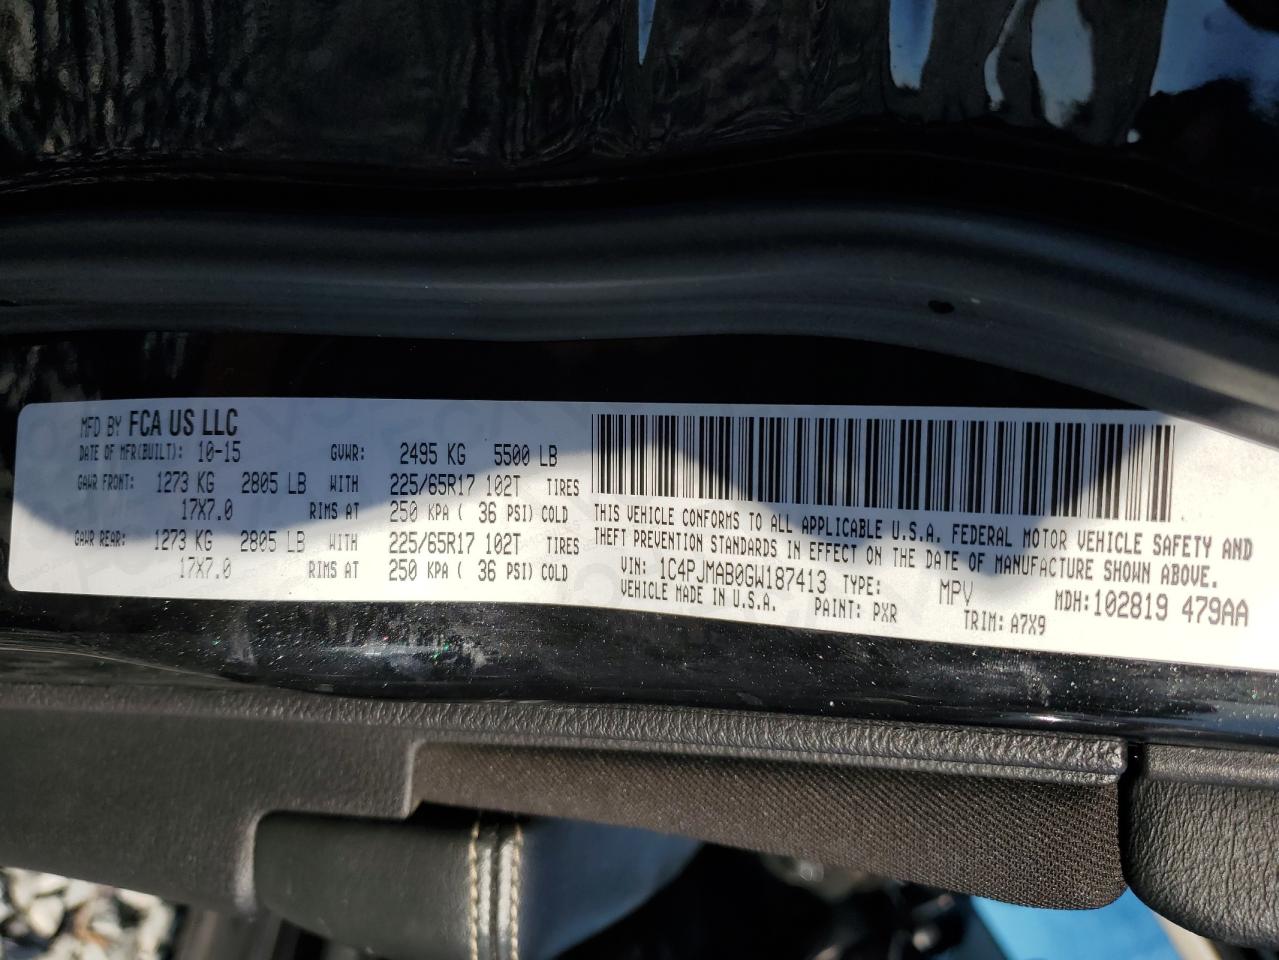 MFD BY FCA US LLC
DATE OF MFR(BUILT): 10-15 GVWR: 2495 KG 5500 LB
GAWR FRONT: 1273 KG 2805 LB WITH 225/65R17 102T TIRES
17X7.0 RIMS AT 250 KPA ( 36 PSI) COLD
GAWR REAR: 1273 KG 2805 LB WITH 225/65R17 102T TIRES
17X7.0 RIMS AT 250 KPA ( 36 PSI) COLD
THIS VEHICLE CONFORMS TO ALL APPLICABLE U.S.A. FEDERAL MOTOR VEHICLE SAFETY AND
THEFT PREVENTION STANDARDS IN EFFECT ON THE DATE OF MANUFACTURE SHOWN ABOVE.
VIN: 1C4PJMAB0GW187413 TYPE: MPV MDH:102819 479AA
VEHICLE MADE IN U.S.A. PAINT: PXR TRIM: A7X9